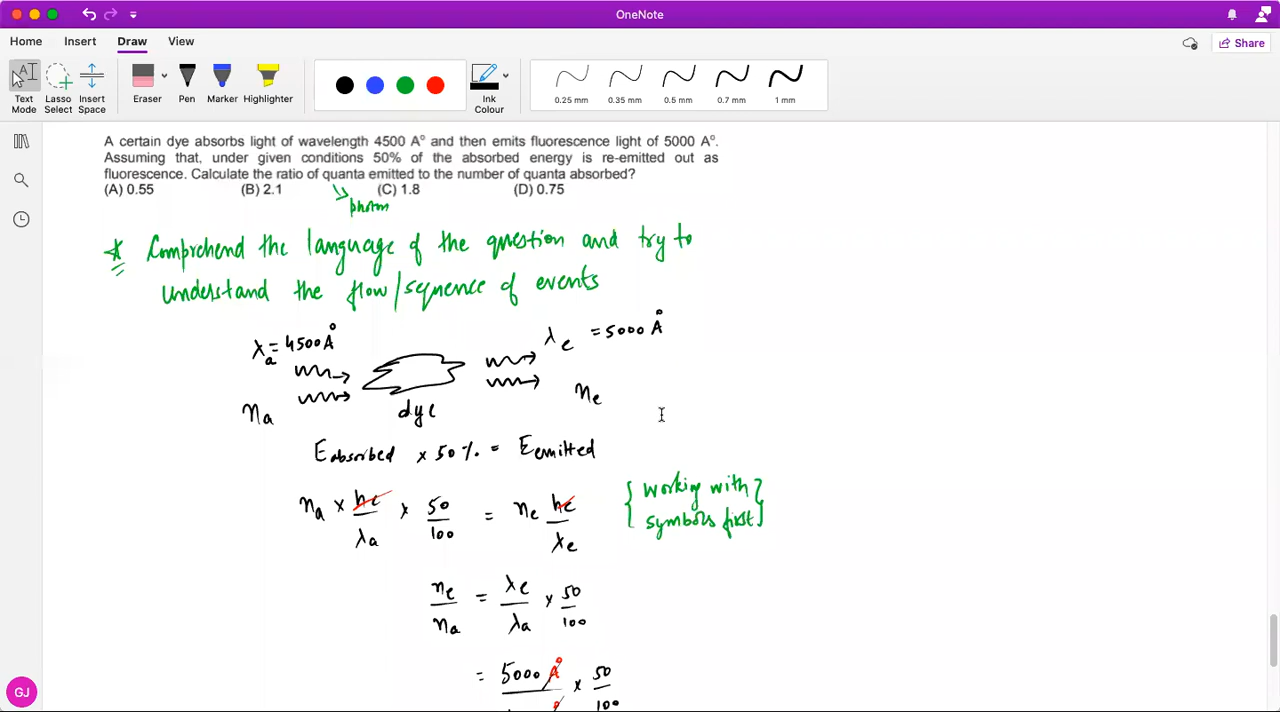 OneNote
Home Insert Draw View
Share
Text Mode
Lasso Select
Insert Space
Eraser
Pen
Marker
Highlighter
Ink Colour
0.25 mm 0.35 mm 0.5 mm 0.7 mm 1 mm
A certain dye absorbs light of wavelength 4500 A° and then emits fluorescence light of 5000 A°.
Assuming that, under given conditions 50% of the absorbed energy is re-emitted out as
fluorescence. Calculate the ratio of quanta emitted to the number of quanta absorbed?
(A) 0.55 (B) 2.1 (C) 1.8 (D) 0.75
photon
* Comprehend the language of the question and try to
understand the flow/sequence of events
λa = 4500 Å λe = 5000 Å
na dye ne
E absorbed × 50 % = E emitted
na × hc/λa × 50/100 = ne hc/λe { working with symbols first }
ne/na = λe/λa × 50/100
= 5000 Å × 50/100
GJ